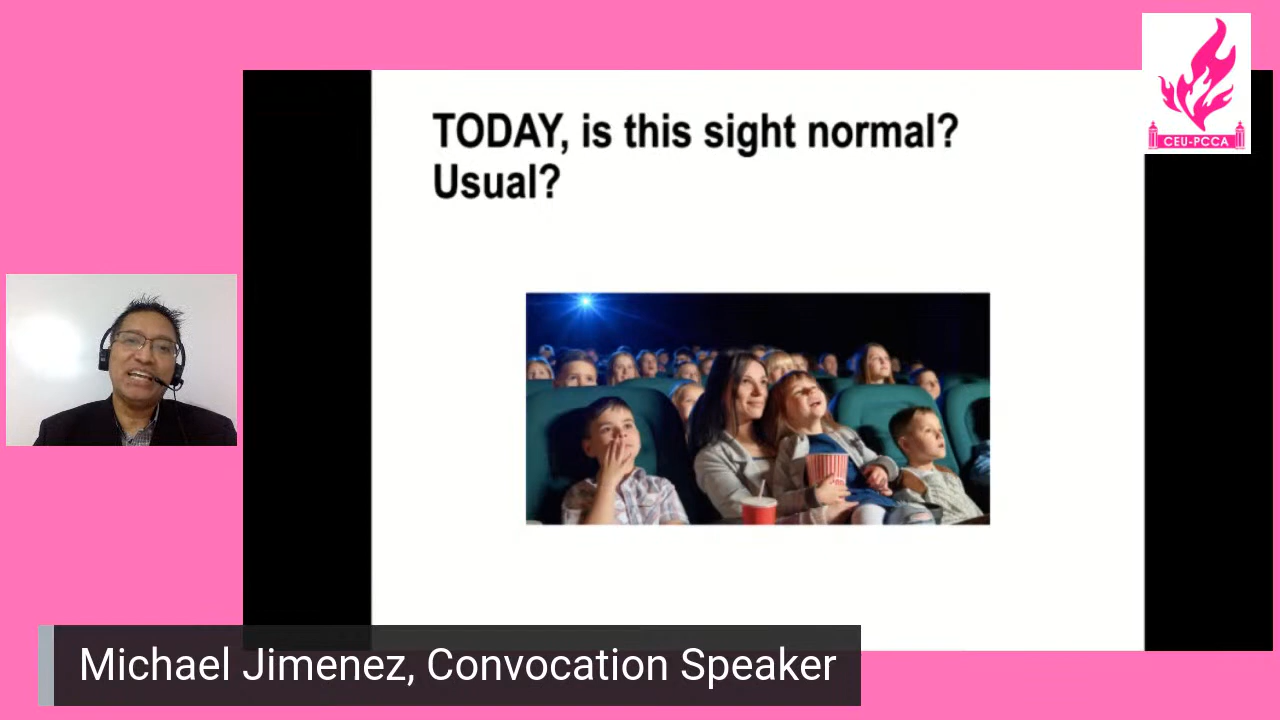 TODAY, is this sight normal?
Usual?
CEU-PCCA
Michael Jimenez, Convocation Speaker